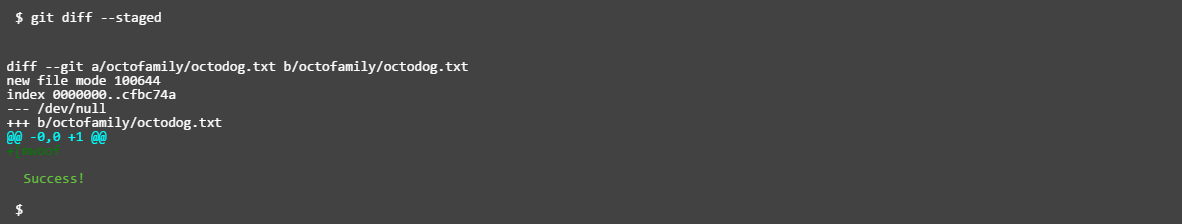 $ git diff --staged
diff --git a/octofamily/octodog.txt b/octofamily/octodog.txt
new file mode 100644
index 0000000..cfbc74a
--- /dev/null
+++ b/octofamily/octodog.txt
@@ -0,0 +1 @@
Success!
$